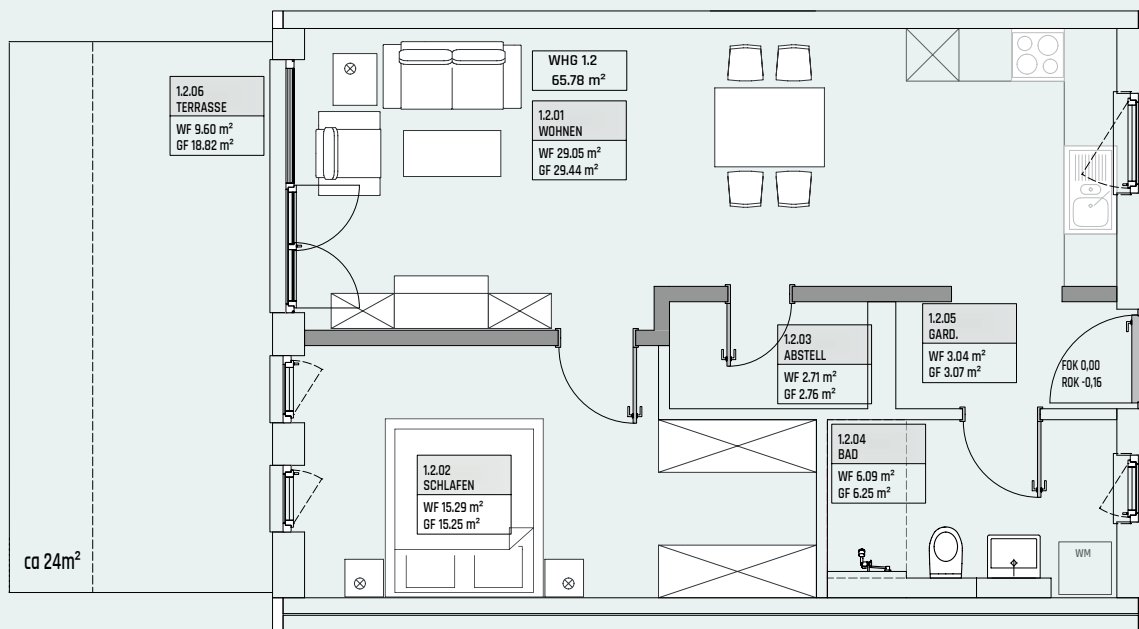 WHG 1.2
65.78 m²
1.2.06
TERRASSE
WF 9.60 m²
GF 18.82 m²
1.2.01
WOHNEN
WF 29.05 m²
GF 29.44 m²
1.2.03
ABSTELL
WF 2.71 m²
GF 2.76 m²
1.2.05
GARD.
WF 3.04 m²
GF 3.07 m²
FOK 0,00
ROK -0,16
1.2.04
BAD
WF 6.09 m²
GF 6.25 m²
1.2.02
SCHLAFEN
WF 15.29 m²
GF 15.25 m²
ca 24m²
WM